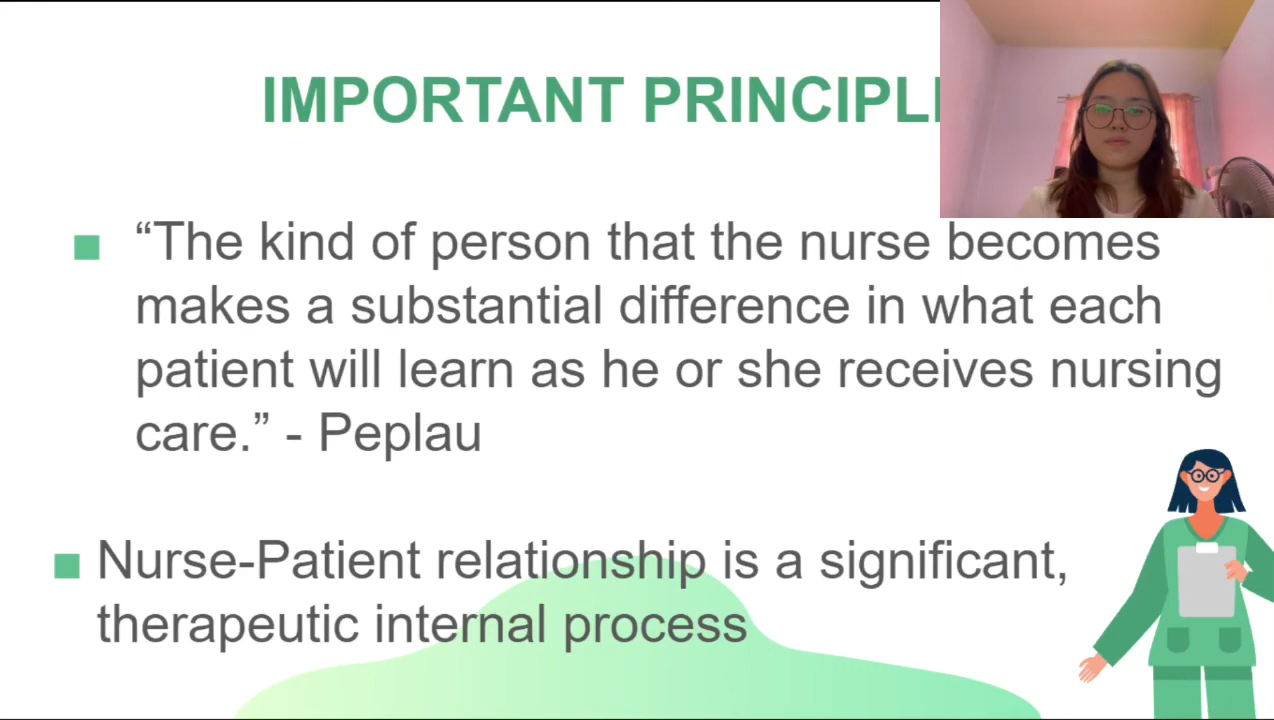 IMPORTANT
“The kind of person that the nurse becomes
makes a substantial difference in what each
patient will learn as he or she receives nursing
care.” - Peplau
Nurse-Patient relationship is a significant,
therapeutic internal process